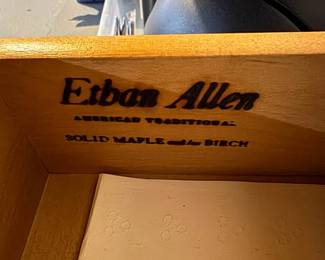 Ethan Allen
AMERICAN TRADITIONAL
SOLID MAPLE and/or BIRCH